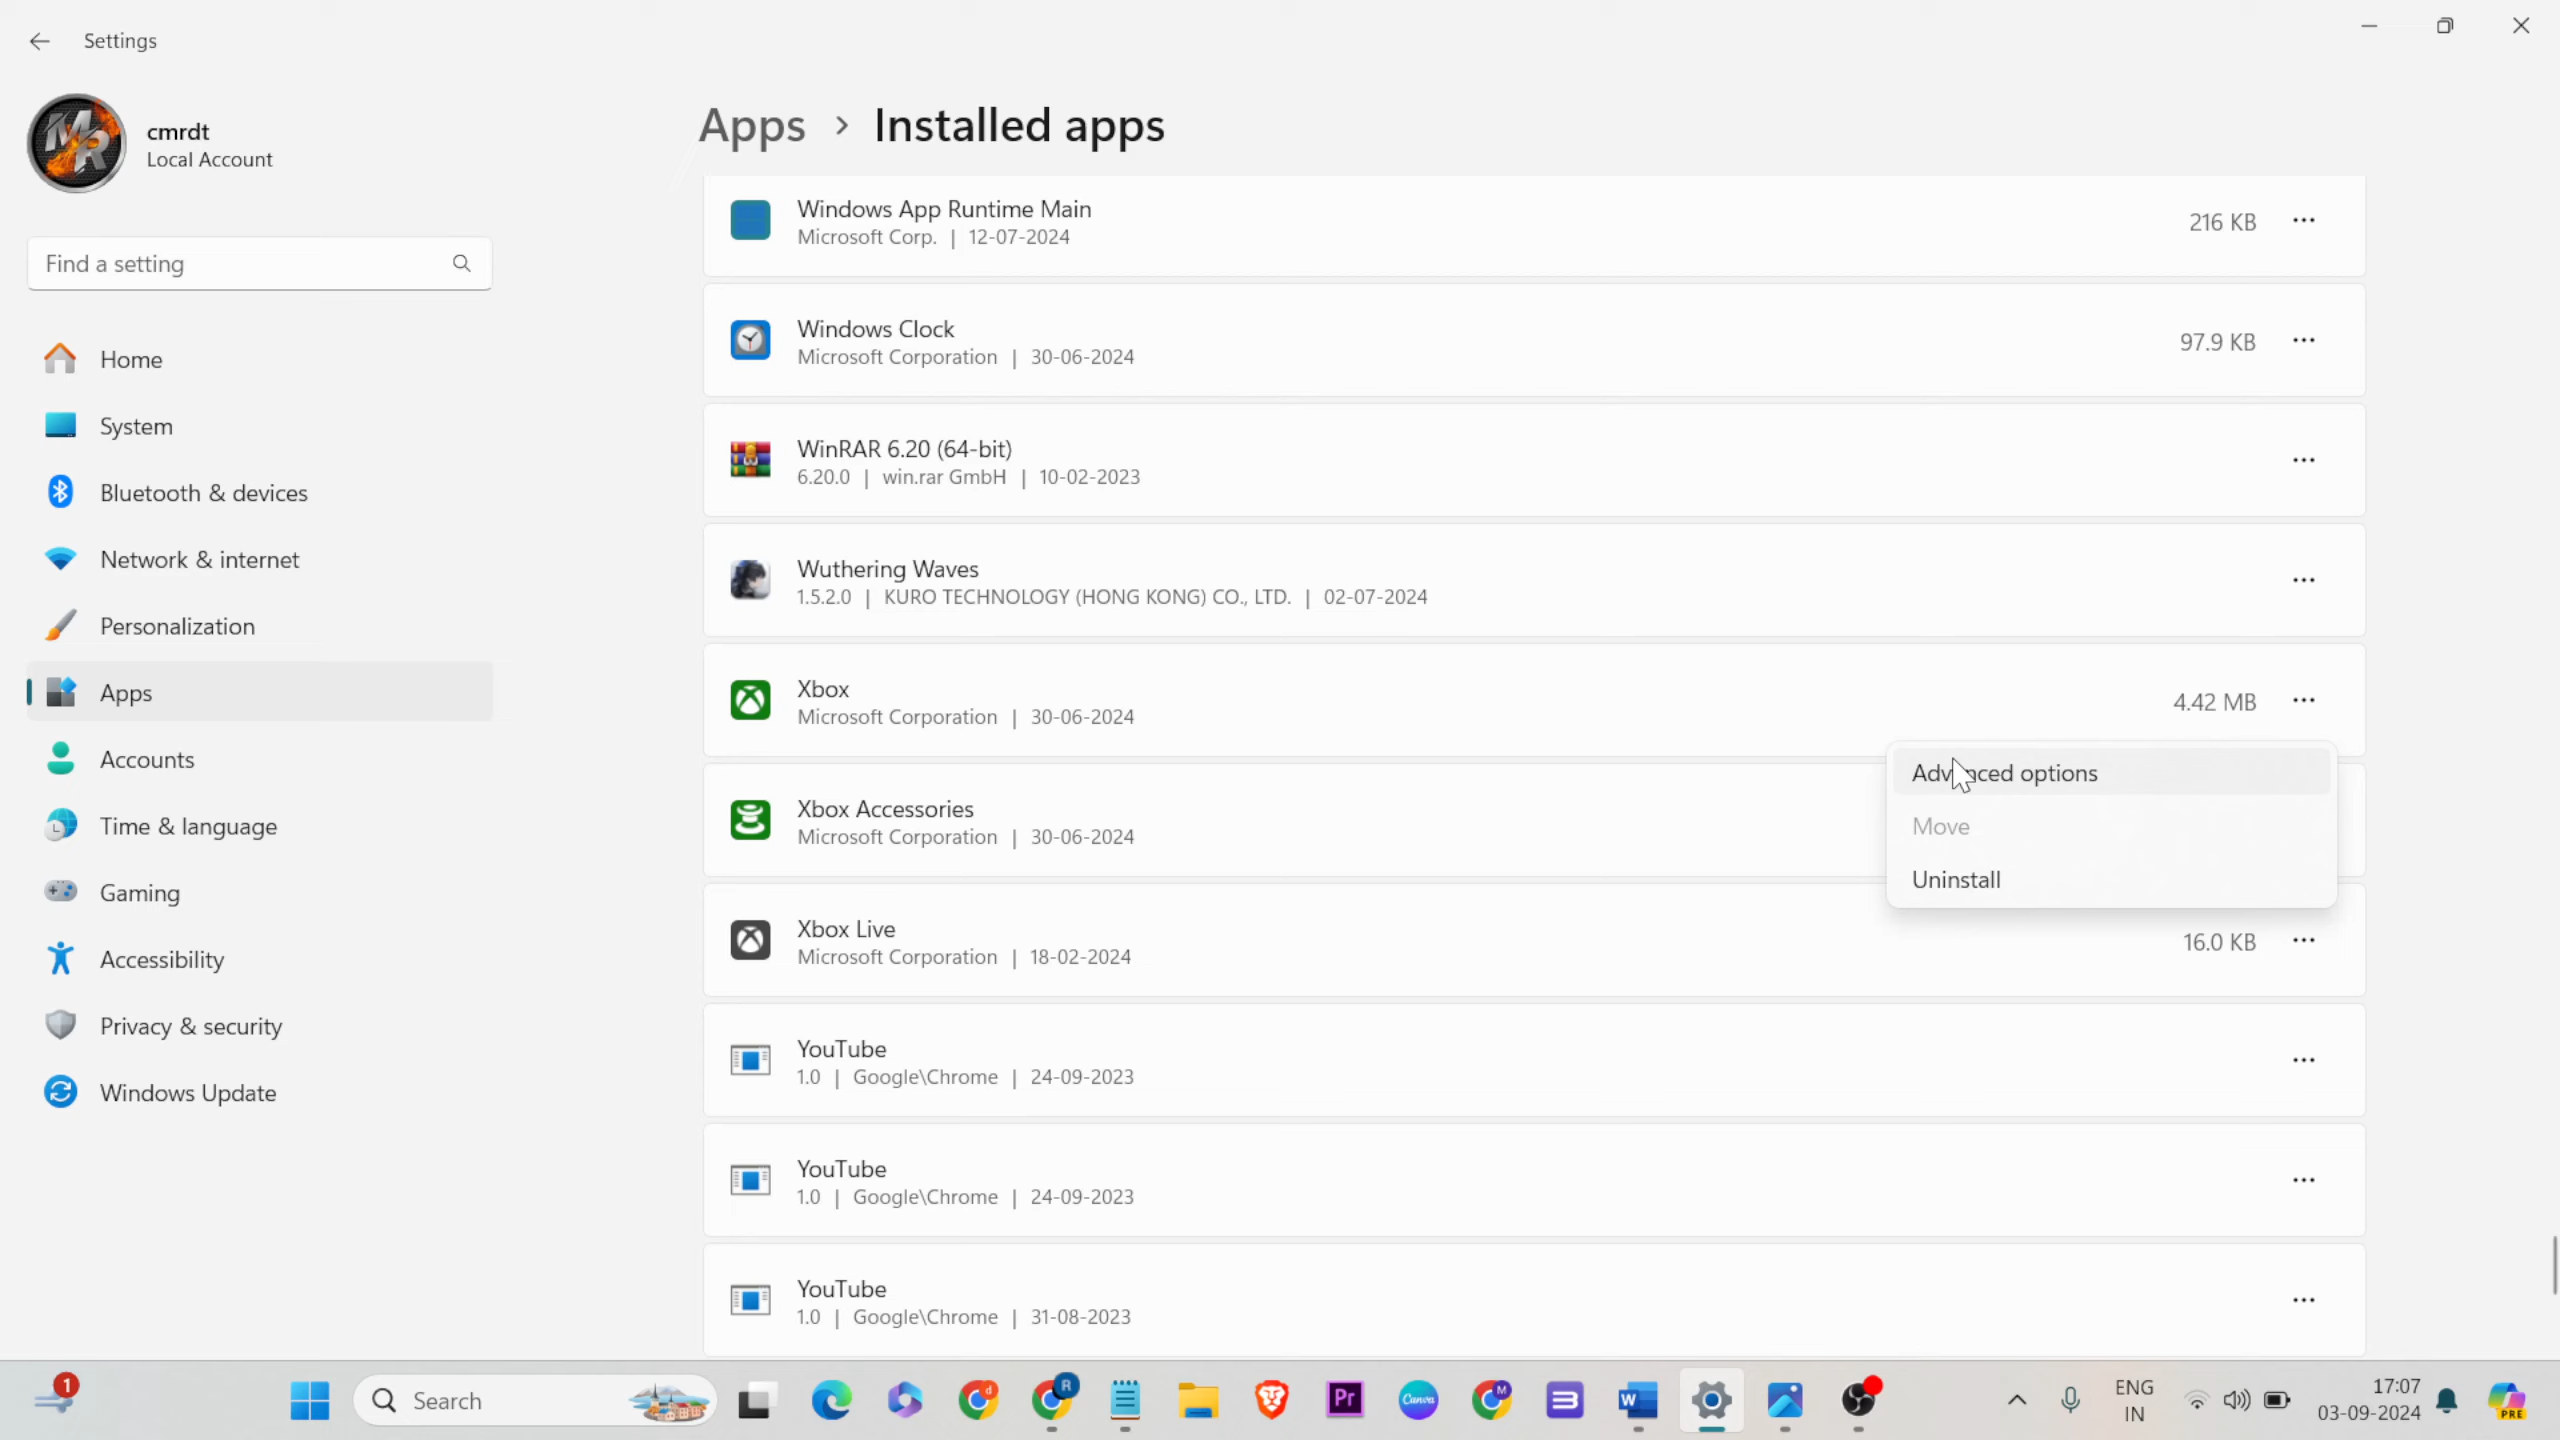 Settings
cmrdt
Local Account
Find a setting
Home
System
Bluetooth & devices
Network & internet
Personalization
Apps
Accounts
Time & language
Gaming
Accessibility
Privacy & security
Windows Update
Apps › Installed apps
Windows App Runtime Main
Microsoft Corp. | 12-07-2024
216 KB
Windows Clock
Microsoft Corporation | 30-06-2024
97.9 KB
WinRAR 6.20 (64-bit)
6.20.0 | win.rar GmbH | 10-02-2023
Wuthering Waves
1.5.2.0 | KURO TECHNOLOGY (HONG KONG) CO., LTD. | 02-07-2024
Xbox
Microsoft Corporation | 30-06-2024
4.42 MB
Advanced options
Move
Uninstall
Xbox Accessories
Microsoft Corporation | 30-06-2024
Xbox Live
Microsoft Corporation | 18-02-2024
16.0 KB
YouTube
1.0 | Google\Chrome | 24-09-2023
YouTube
1.0 | Google\Chrome | 24-09-2023
YouTube
1.0 | Google\Chrome | 31-08-2023
1
Search
d
R
Pr
Canva
M
W
ENG
IN
17:07
03-09-2024
PRE